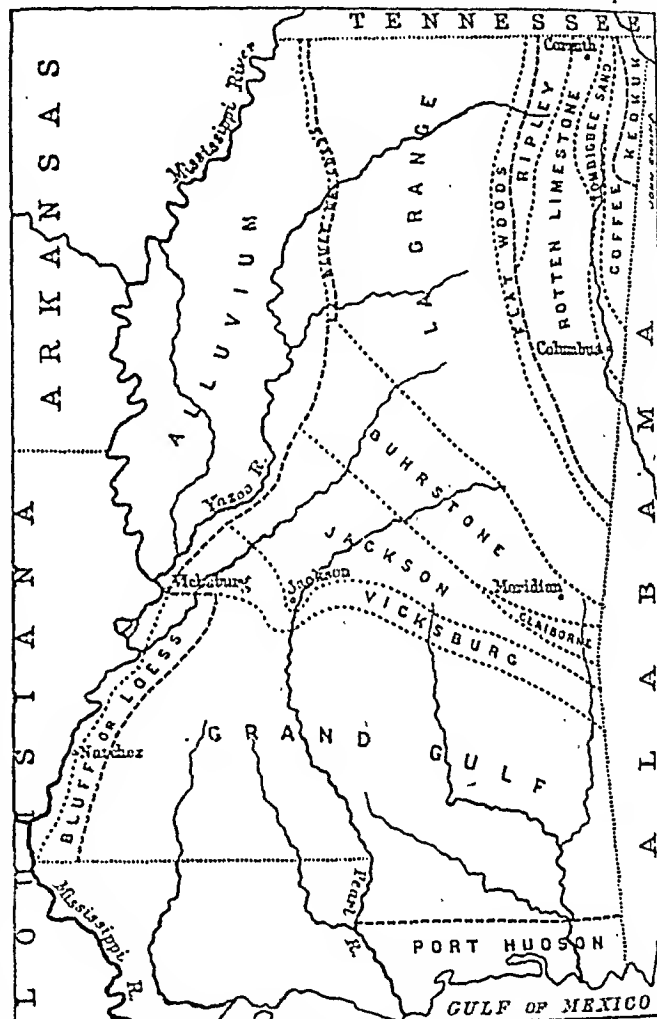 TENNESSEE
ARKANSAS
Mississippi River
Corinth
ALLUVIUM
LA GRANGE
FLAT WOODS
RIPLEY
ROTTEN LIMESTONE
TOMBIGBEE SAND
COFFEE
KEOKUK
Columbus
ALABAMA
Yazoo R.
BUHRSTONE
JACKSON
Vicksburg
Jackson
Meridian
CLAIBORNE
VICKSBURG
LOUISIANA
BLUFF OR LOESS
Natchez
GRAND GULF
Mississippi R.
Pearl R.
PORT HUDSON
GULF OF MEXICO